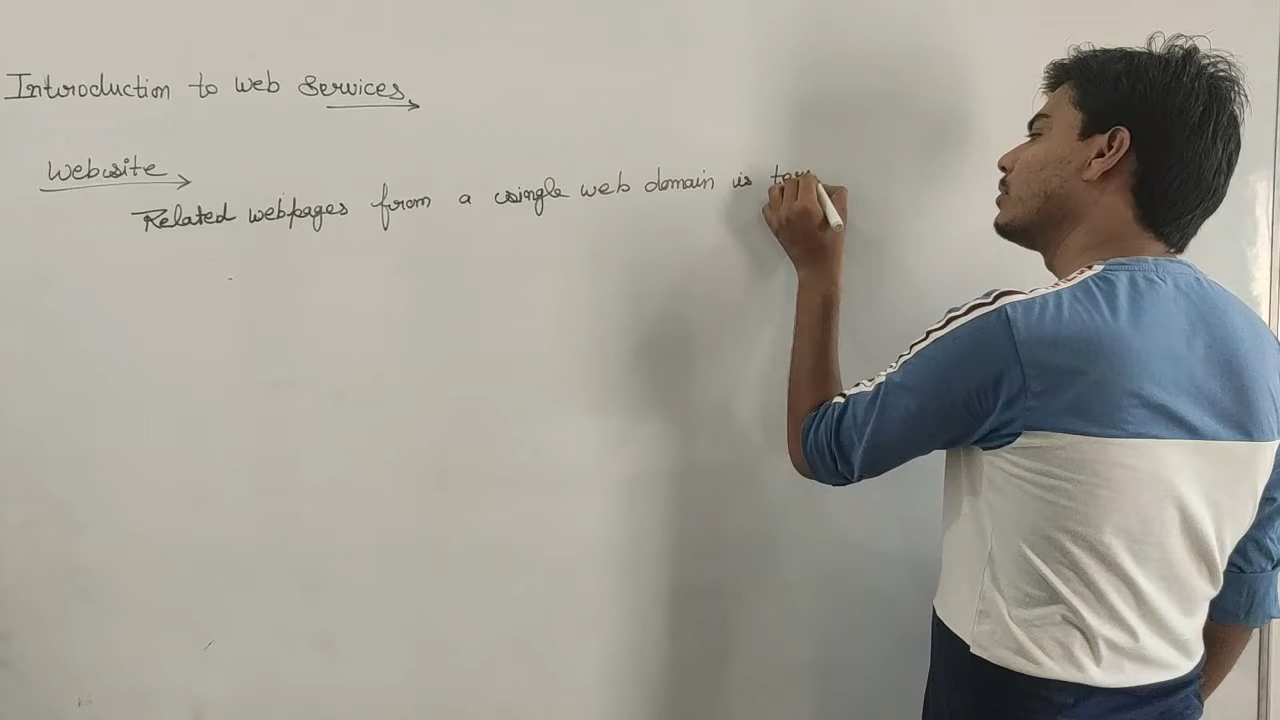 Introduction to web services
Website
Related webpages from a single web domain is